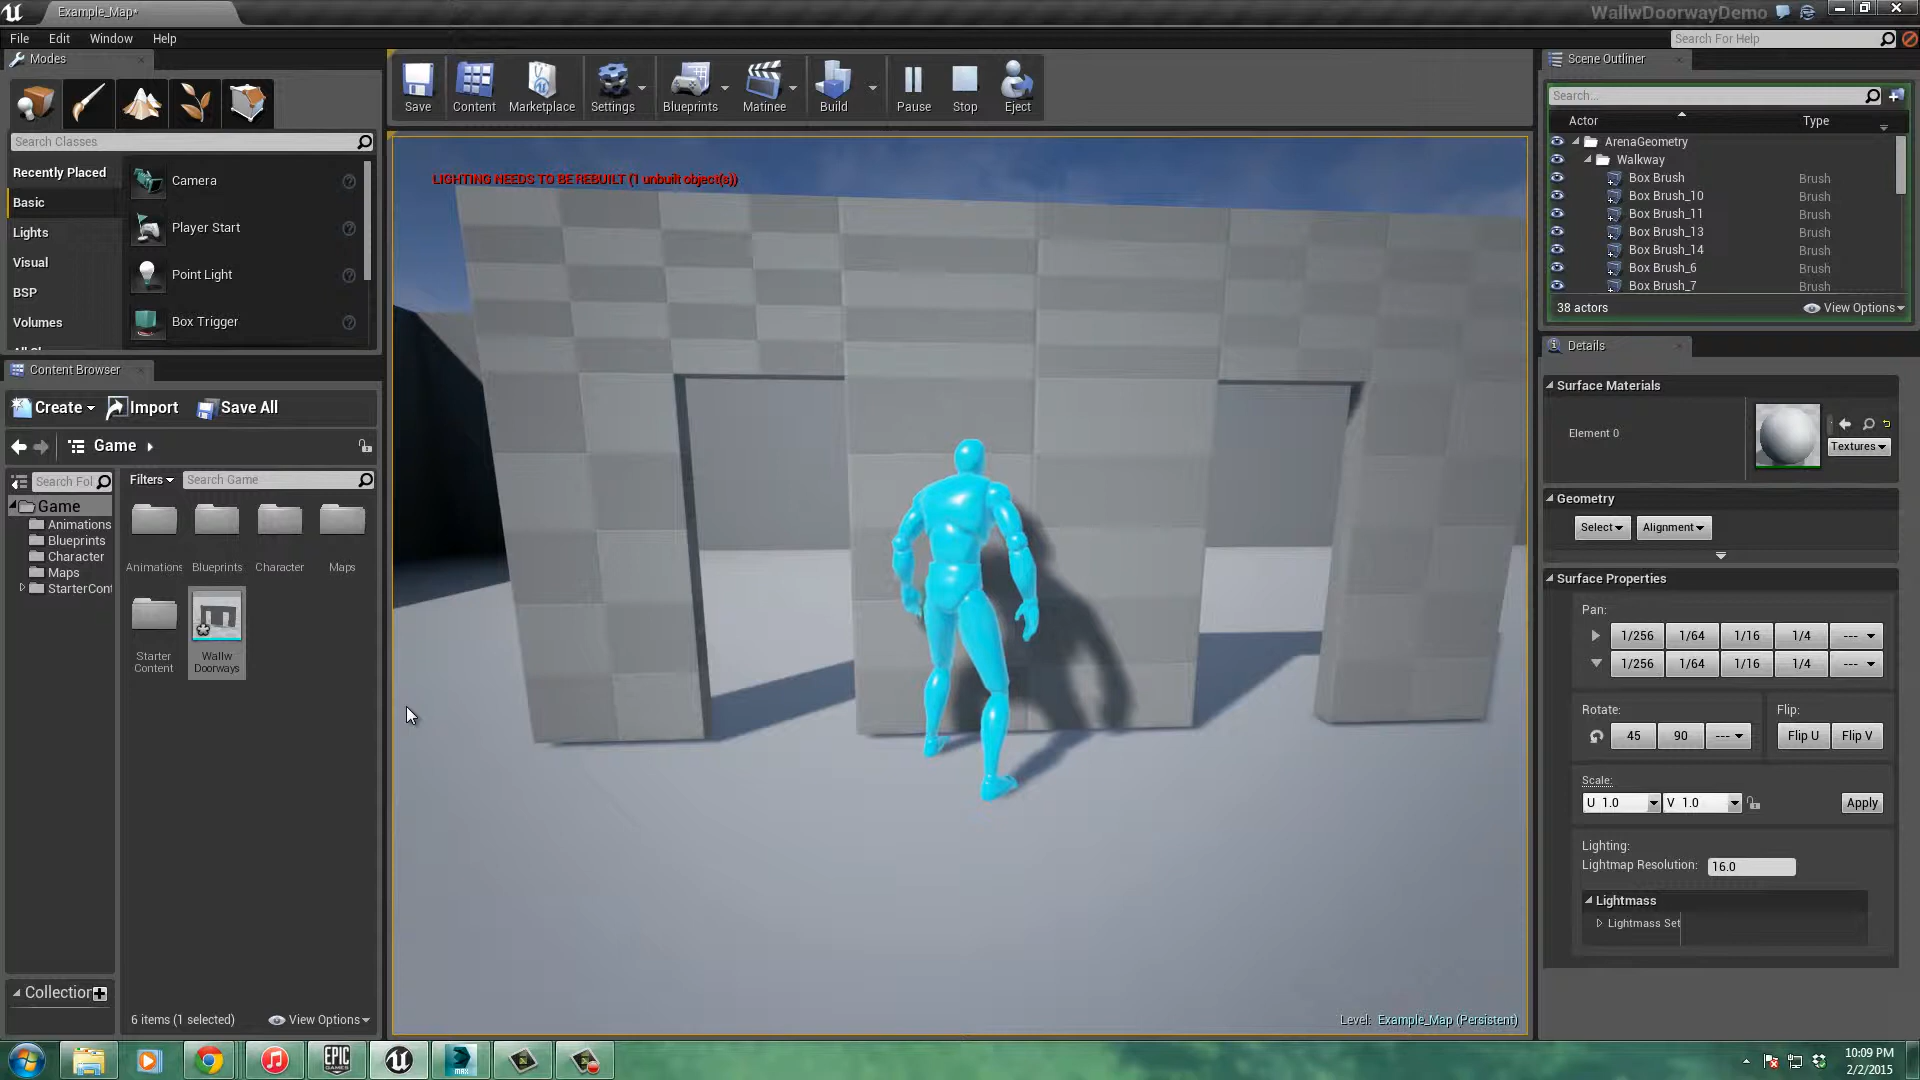 Example_Map*
WallwDoorwayDemo
File Edit Window Help
Search For Help
Modes
Search Classes
Recently Placed
Basic
Lights
Visual
BSP
Volumes
Camera
Player Start
Point Light
Box Trigger
Content Browser
Create Import Save All
Game
Search Fol
Filters Search Game
Game
Animations
Blueprints
Character
Maps
StarterCont
Animations Blueprints Character Maps
Starter Content
Wallw Doorways
Collection
6 items (1 selected) View Options
Save Content Marketplace Settings Blueprints Matinee Build Pause Stop Eject
LIGHTING NEEDS TO BE REBUILT (1 unbuilt object(s))
Level: Example_Map (Persistent)
Scene Outliner
Search...
Actor Type
ArenaGeometry
Walkway
Box Brush Brush
Box Brush_10 Brush
Box Brush_11 Brush
Box Brush_13 Brush
Box Brush_14 Brush
Box Brush_6 Brush
Box Brush_7 Brush
38 actors View Options
Details
Surface Materials
Element 0
Textures
Geometry
Select Alignment
Surface Properties
Pan:
1/256 1/64 1/16 1/4 ---
1/256 1/64 1/16 1/4 ---
Rotate: Flip:
45 90 --- Flip U Flip V
Scale:
U 1.0 V 1.0 Apply
Lighting:
Lightmap Resolution: 16.0
Lightmass
Lightmass Set
EPIC GAMES
MAX
10:09 PM
2/2/2015